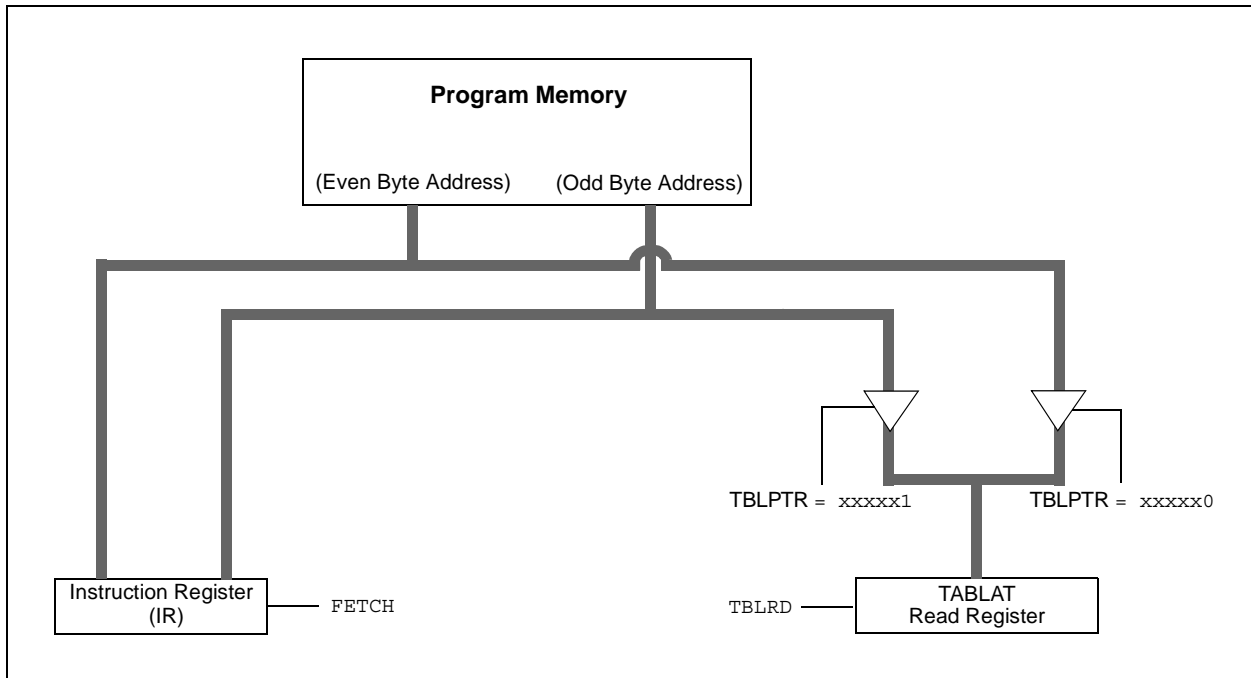 Program Memory
(Even Byte Address) (Odd Byte Address)
TBLPTR = xxxxx1 TBLPTR = xxxxx0
Instruction Register
(IR)
FETCH
TBLRD
TABLAT
Read Register